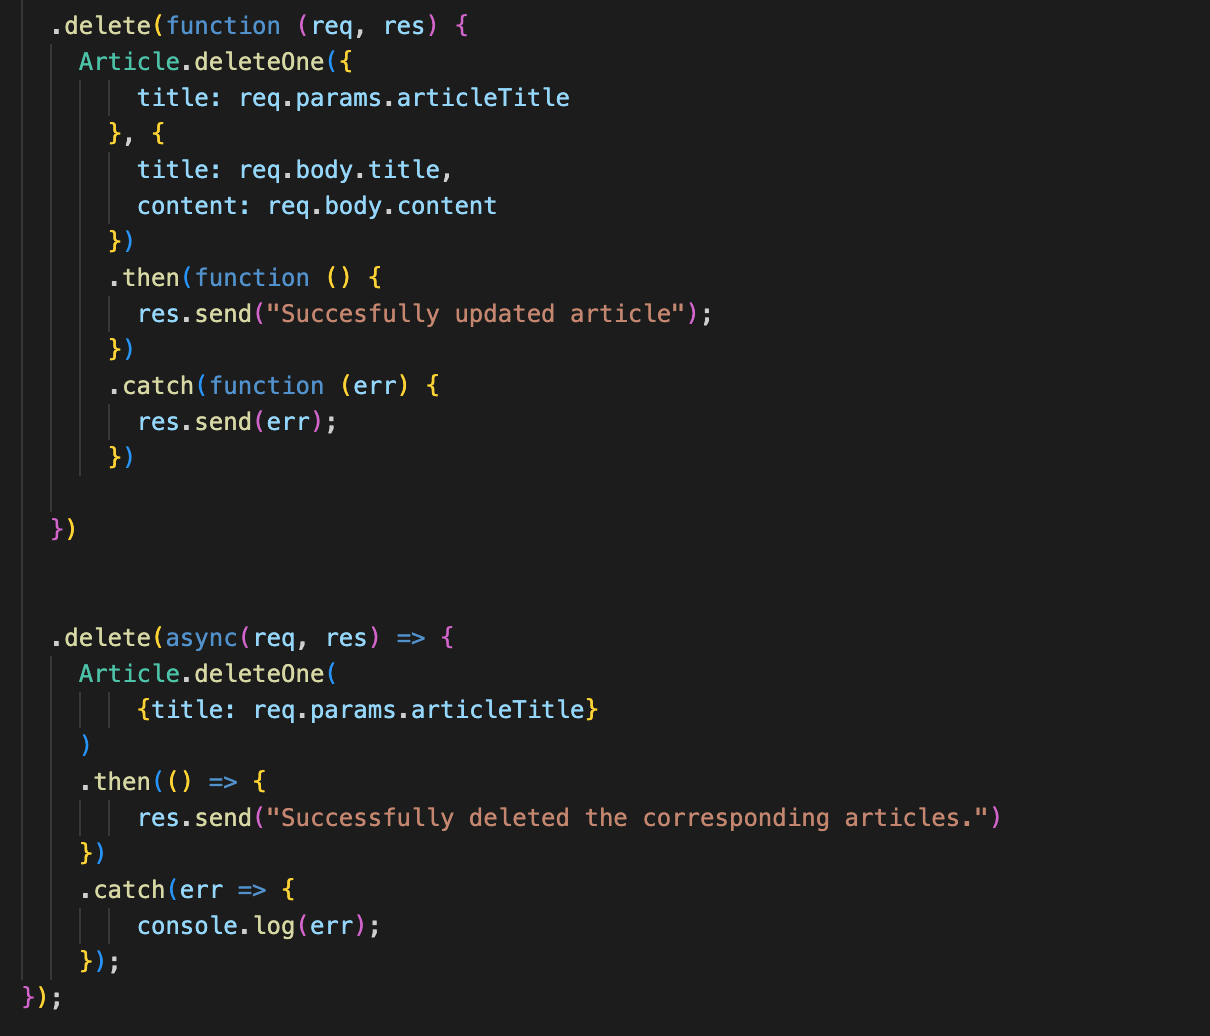 .delete(function (req, res) {
Article.deleteOne({
title: req.params.articleTitle
}, {
title: req.body.title,
content: req.body.content
})
.then(function () {
res.send("Succesfully updated article");
})
.catch(function (err) {
res.send(err);
})
})
.delete(async(req, res) => {
Article.deleteOne(
{title: req.params.articleTitle}
)
.then(() => {
res.send("Successfully deleted the corresponding articles.")
})
.catch(err => {
console.log(err);
});
});